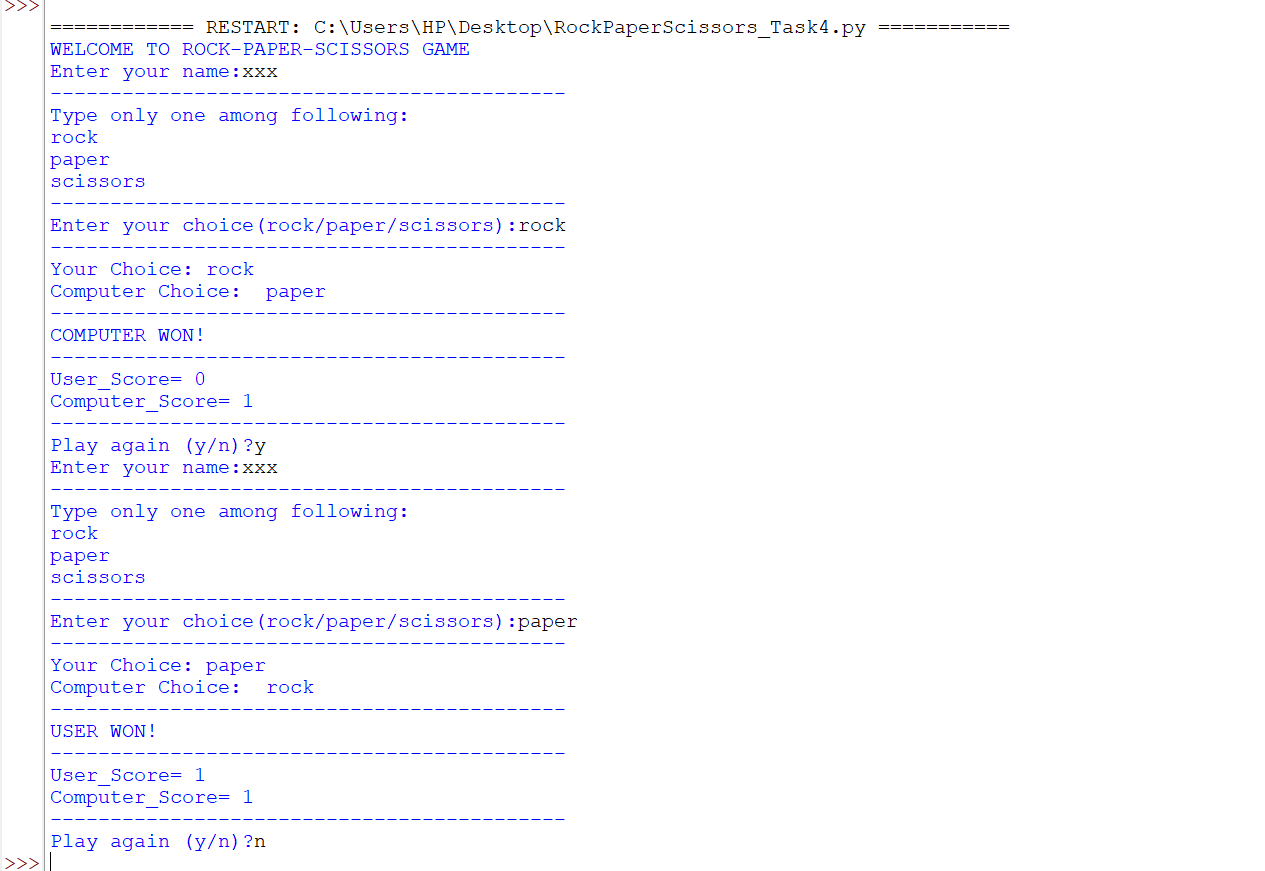 >>>
============ RESTART: C:\Users\HP\Desktop\RockPaperScissors_Task4.py ===========
WELCOME TO ROCK-PAPER-SCISSORS GAME
Enter your name:xxx
-------------------------------------------
Type only one among following:
rock
paper
scissors
-------------------------------------------
Enter your choice(rock/paper/scissors):rock
-------------------------------------------
Your Choice: rock
Computer Choice:  paper
-------------------------------------------
COMPUTER WON!
-------------------------------------------
User_Score= 0
Computer_Score= 1
-------------------------------------------
Play again (y/n)?y
Enter your name:xxx
-------------------------------------------
Type only one among following:
rock
paper
scissors
-------------------------------------------
Enter your choice(rock/paper/scissors):paper
-------------------------------------------
Your Choice: paper
Computer Choice:  rock
-------------------------------------------
USER WON!
-------------------------------------------
User_Score= 1
Computer_Score= 1
-------------------------------------------
Play again (y/n)?n
>>>